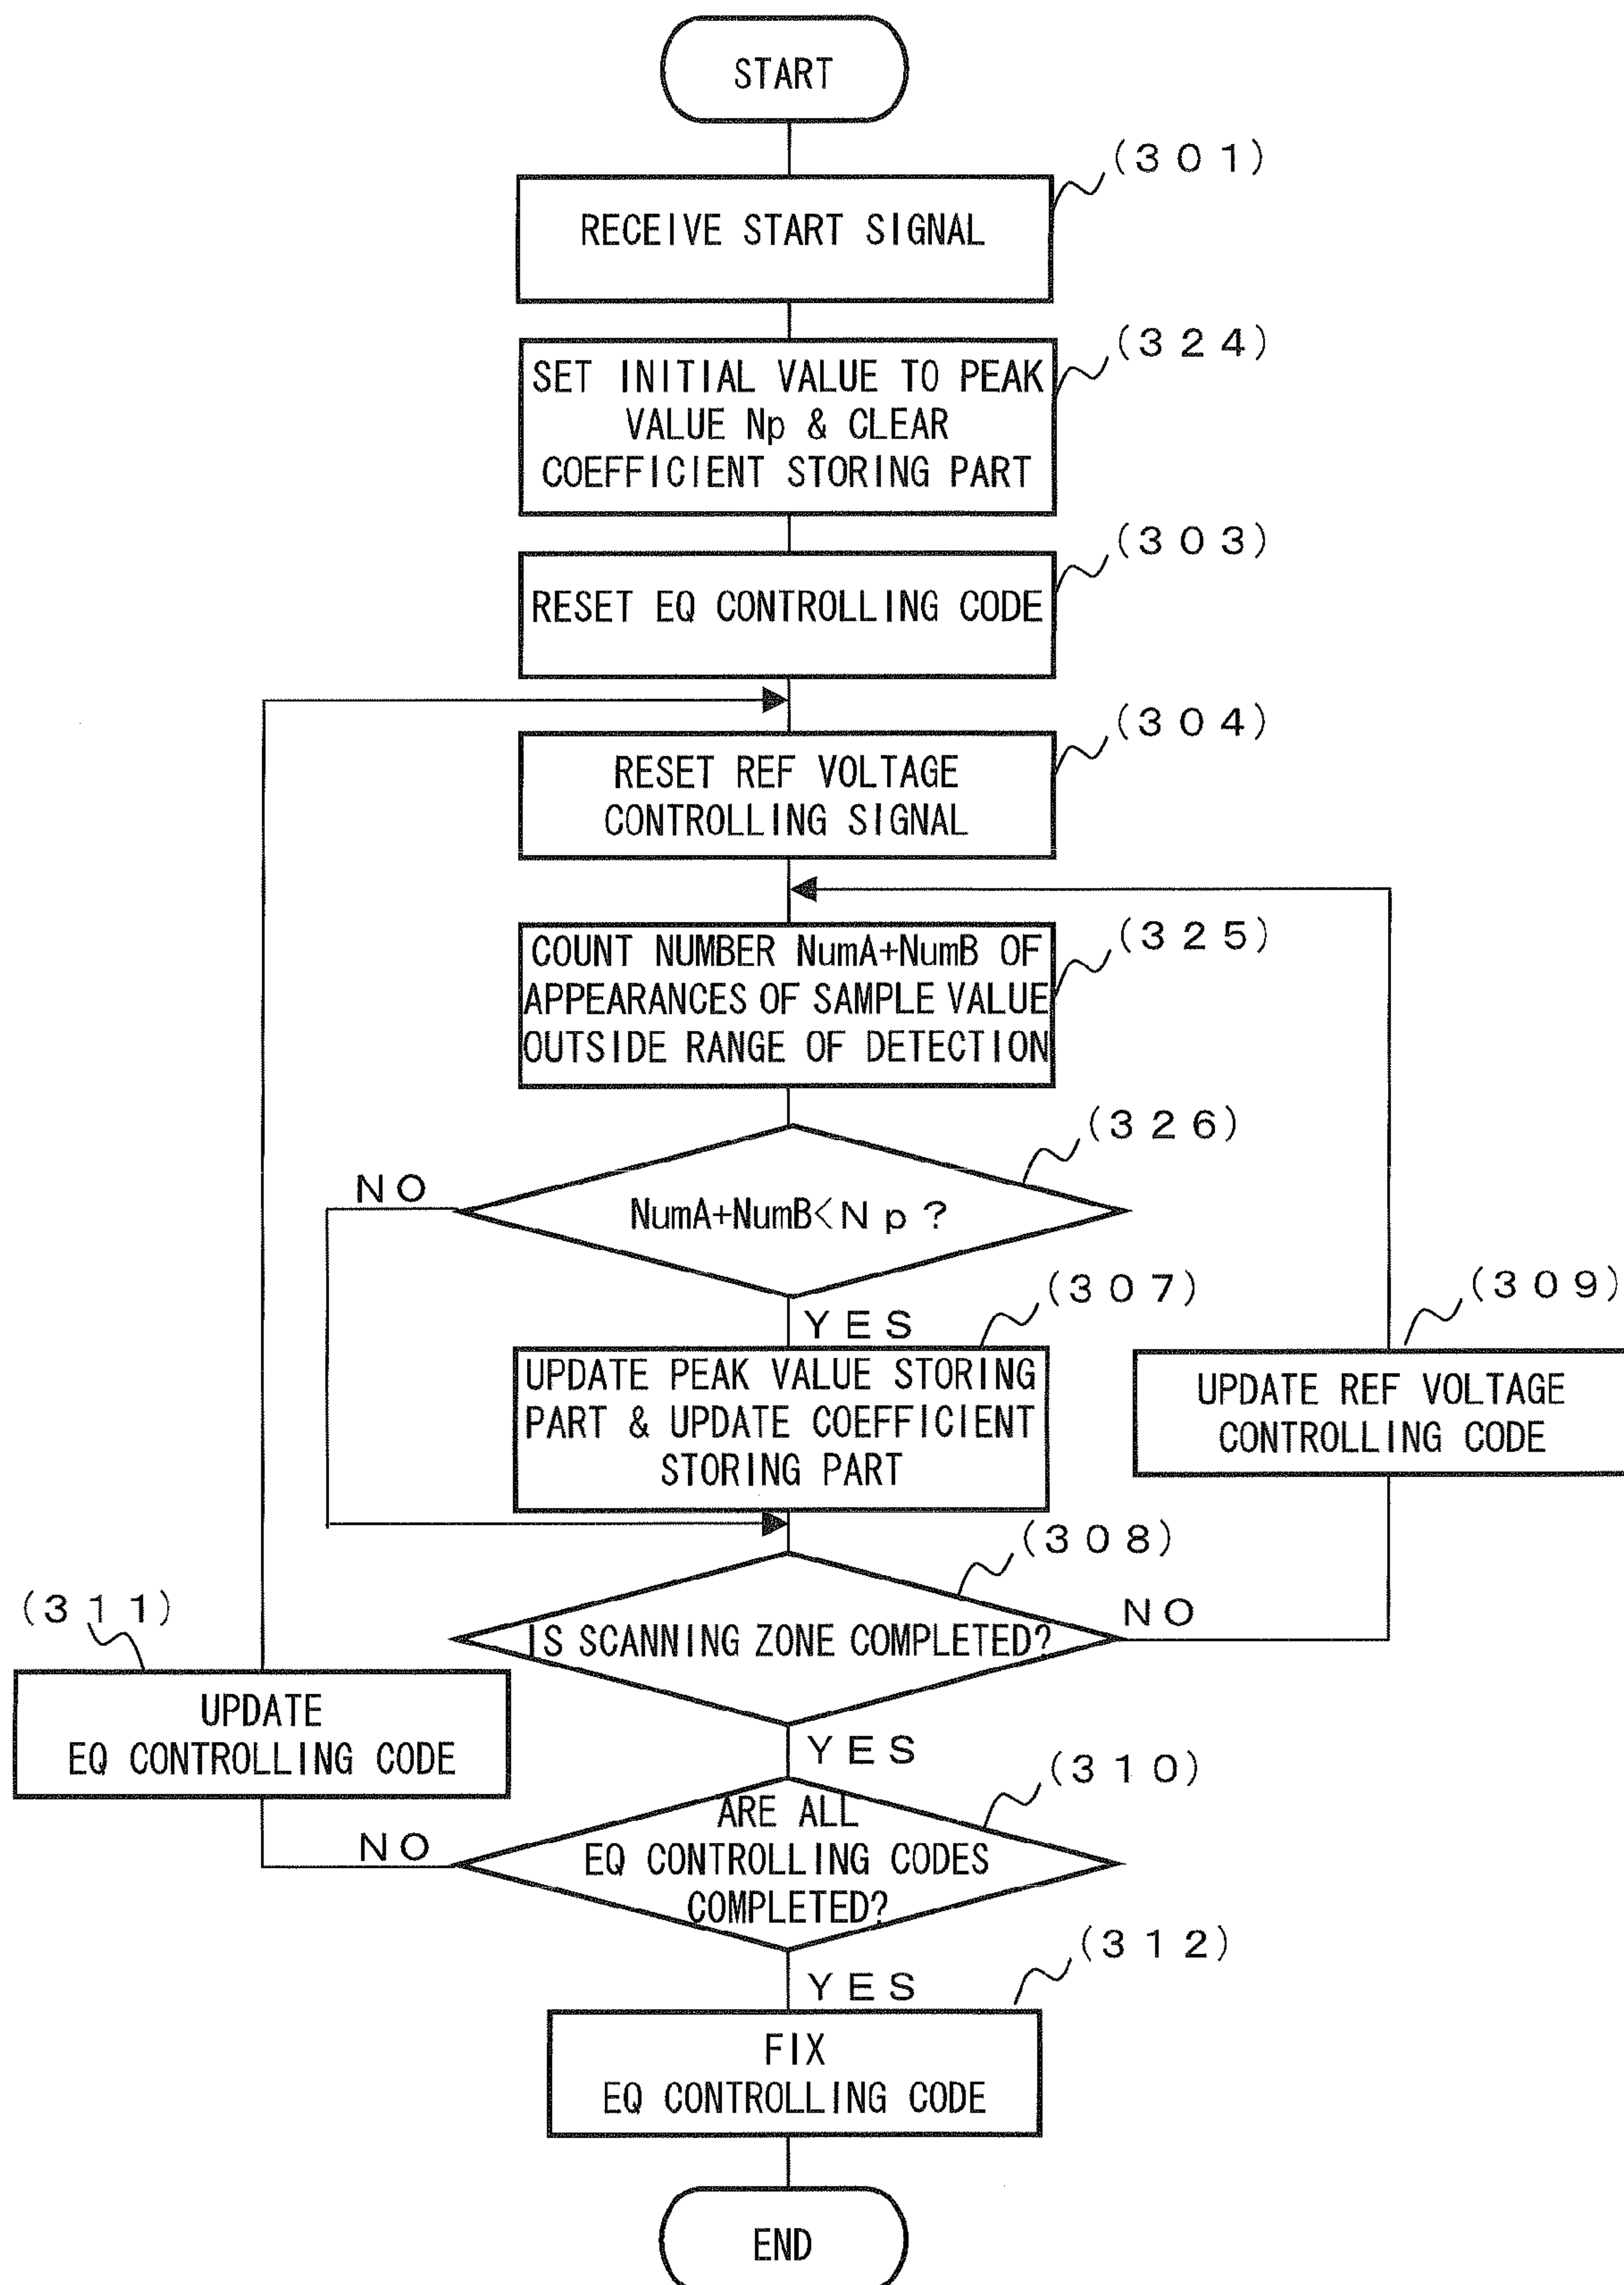 START
(301)
RECEIVE START SIGNAL
(324)
SET INITIAL VALUE TO PEAK
VALUE Np & CLEAR
COEFFICIENT STORING PART
(303)
RESET EQ CONTROLLING CODE
(304)
RESET REF VOLTAGE
CONTROLLING SIGNAL
(325)
COUNT NUMBER NumA+NumB OF
APPEARANCES OF SAMPLE VALUE
OUTSIDE RANGE OF DETECTION
(326)
NO
NumA+NumB<Np?
YES
(307)
UPDATE PEAK VALUE STORING
PART & UPDATE COEFFICIENT
STORING PART
(309)
UPDATE REF VOLTAGE
CONTROLLING CODE
(308)
IS SCANNING ZONE COMPLETED?
NO
YES
(311)
UPDATE
EQ CONTROLLING CODE
(310)
NO
ARE ALL
EQ CONTROLLING CODES
COMPLETED?
YES
(312)
FIX
EQ CONTROLLING CODE
END